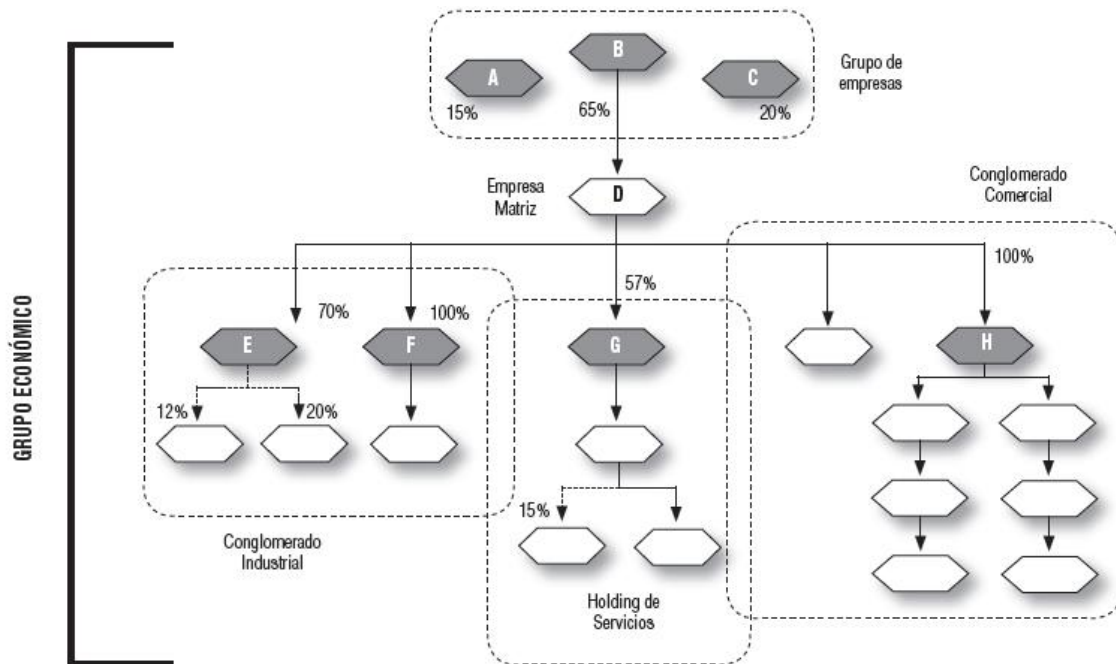 B
A
C
Grupo de
empresas
15%
65%
20%
Empresa
Matriz
D
Conglomerado
Comercial
100%
57%
70%
100%
E
F
G
H
12%
20%
15%
Conglomerado
Industrial
Holding de
Servicios
GRUPO ECONÓMICO